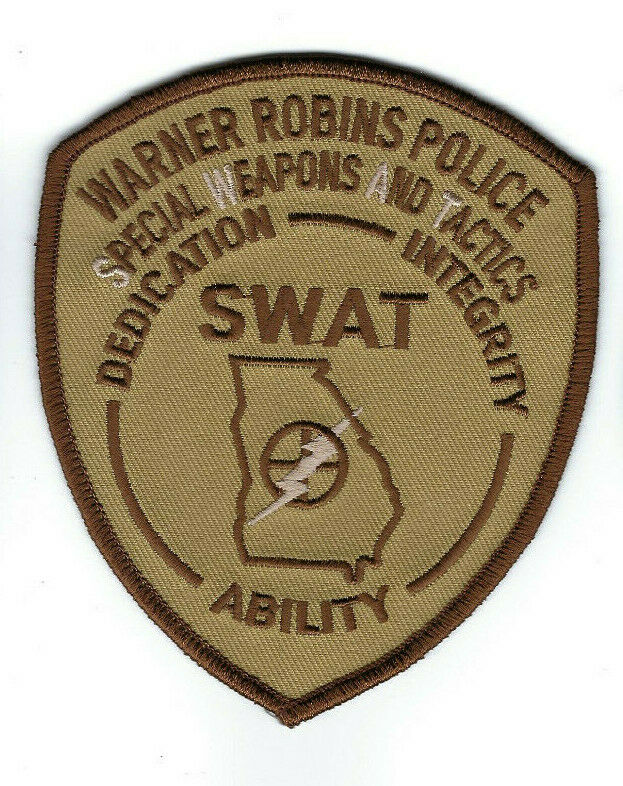 WARNER ROBINS POLICE
SPECIAL WEAPONS AND TACTICS
DEDICATION
INTEGRITY
SWAT
ABILITY